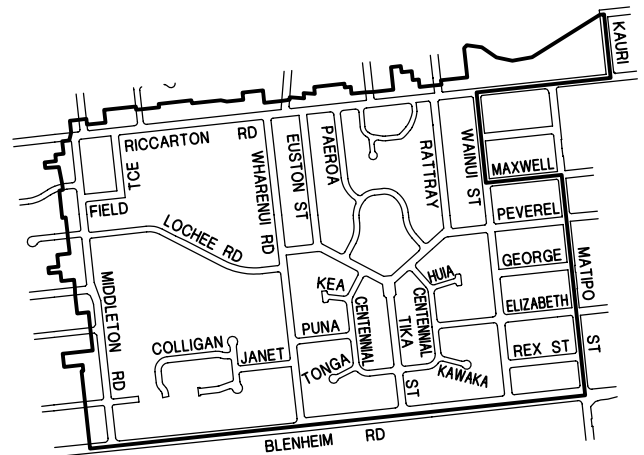 KAURI
RICCARTON RD
TCE
FIELD
WHARENUI RD
EUSTON ST
PAEROA
RATTRAY
WAINUI ST
MAXWELL
PEVEREL
LOCHEE RD
GEORGE
MATIPO ST
MIDDLETON RD
KEA
HUIA
CENTENNIAL
TIKA ST
CENTENNIAL
ELIZABETH
PUNA
COLLIGAN
JANET
TONGA
KAWAKA
REX ST
BLENHEIM RD